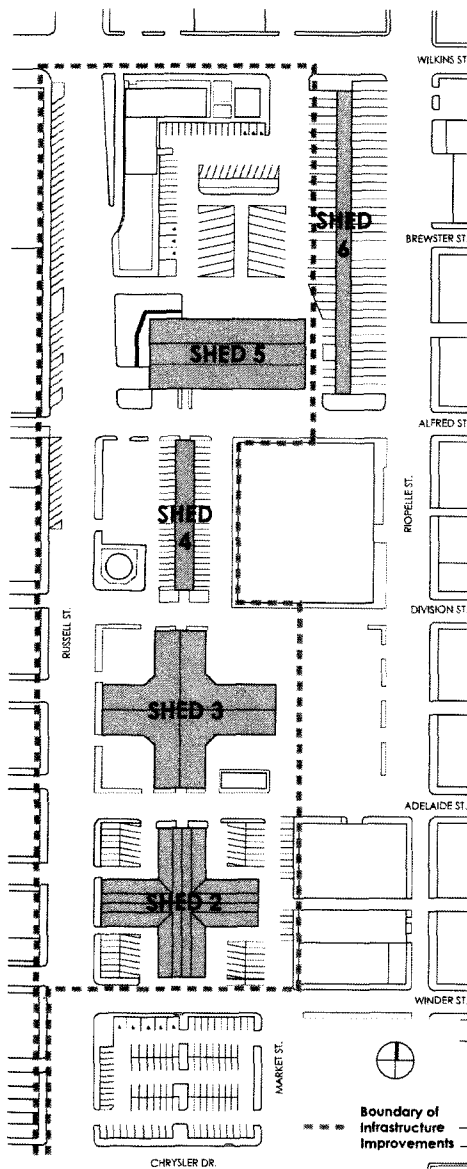 WILKINS ST.
SHED
6
BREWSTER ST.
SHED 5
ALFRED ST.
SHED
4
RIOPELLE ST.
DIVISION ST.
RUSSELL ST.
SHED 3
ADELAIDE ST.
SHED 2
WINDER ST.
MARKET ST.
Boundary of
Infrastructure
Improvements
CHRYSLER DR.